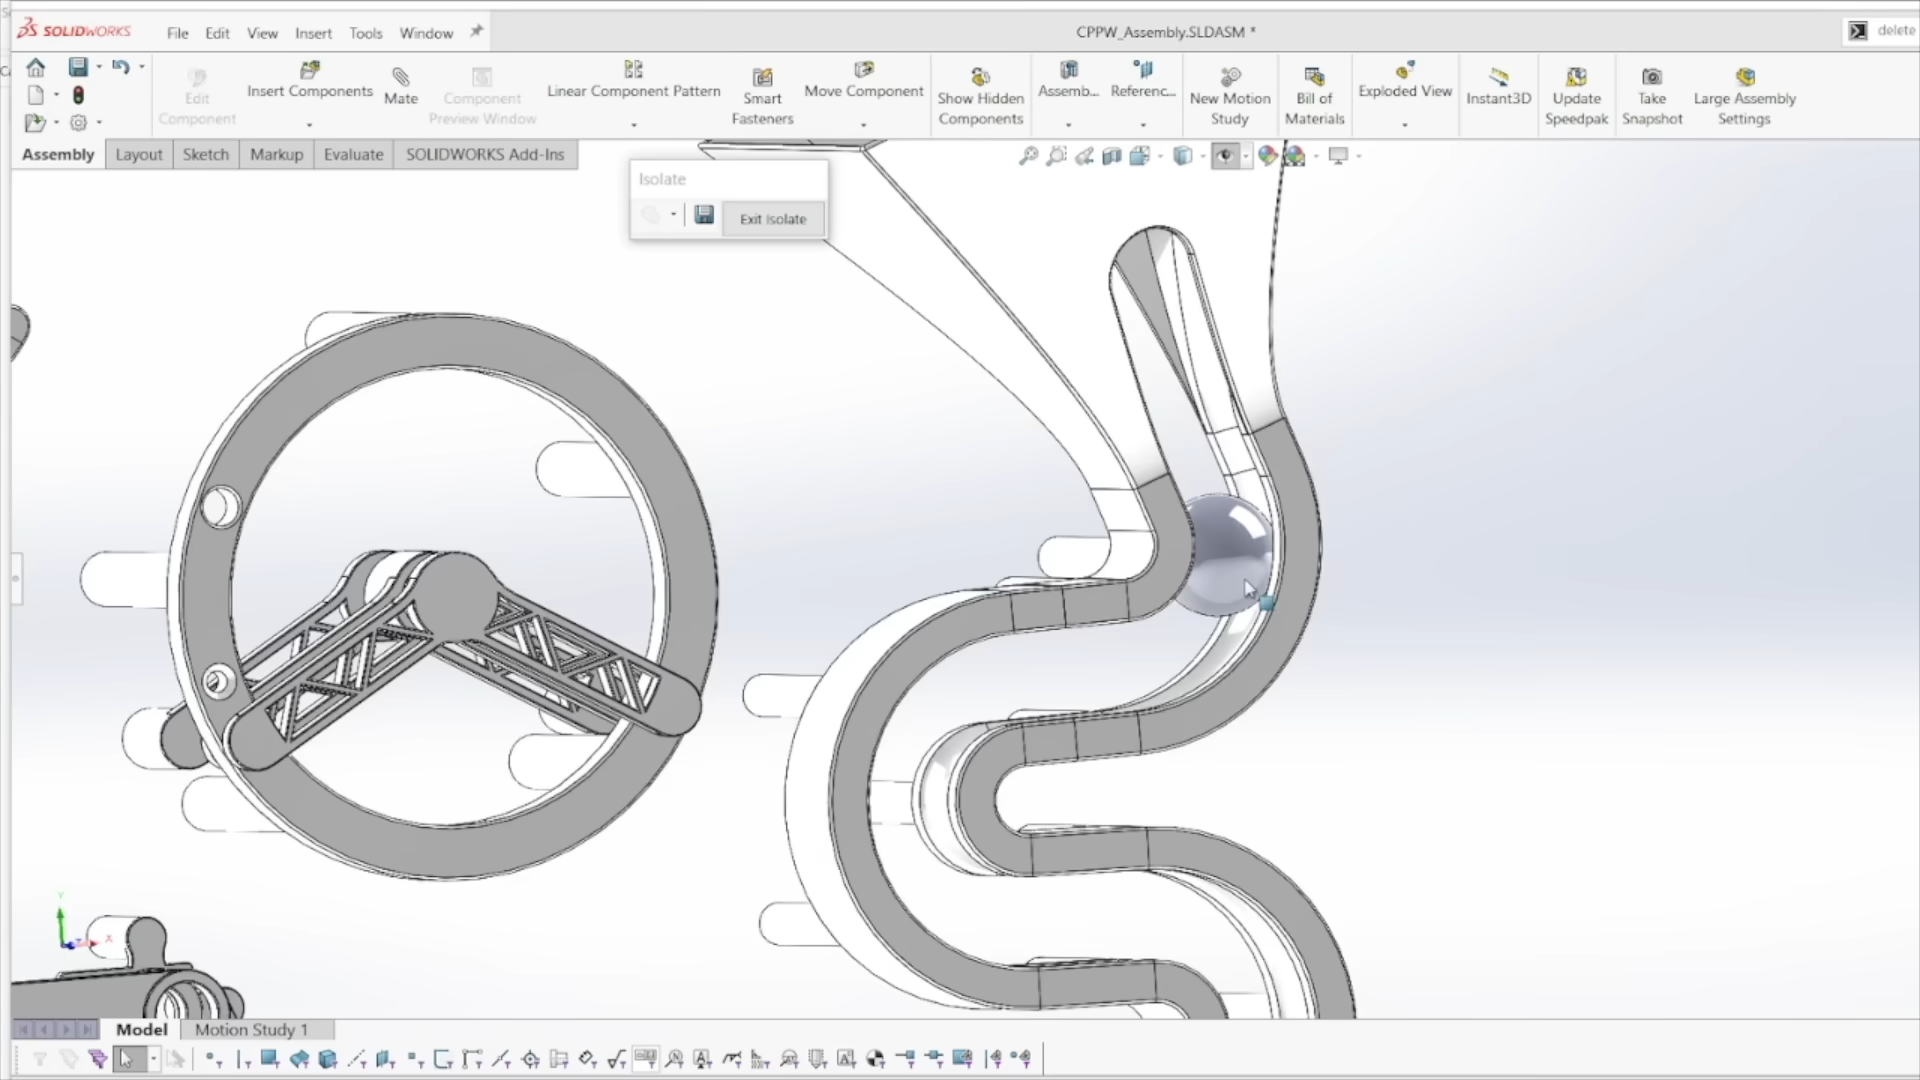 SOLIDWORKS File Edit View Insert Tools Window CPPW_Assembly.SLDASM * delete
Edit Component
Insert Components
Mate
Component Preview Window
Linear Component Pattern
Smart Fasteners
Move Component
Show Hidden Components
Assemb...
Referenc...
New Motion Study
Bill of Materials
Exploded View
Instant3D
Update Speedpak
Take Snapshot
Large Assembly Settings
Assembly Layout Sketch Markup Evaluate SOLIDWORKS Add-Ins
Isolate
Exit Isolate
Y
X
Model Motion Study 1